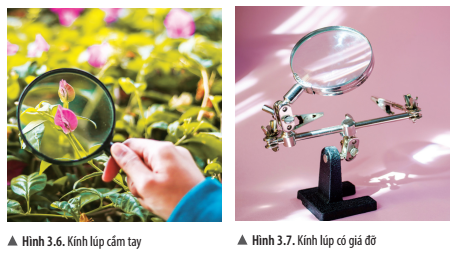 ▲ Hình 3.6. Kính lúp cầm tay
▲ Hình 3.7. Kính lúp có giá đỡ